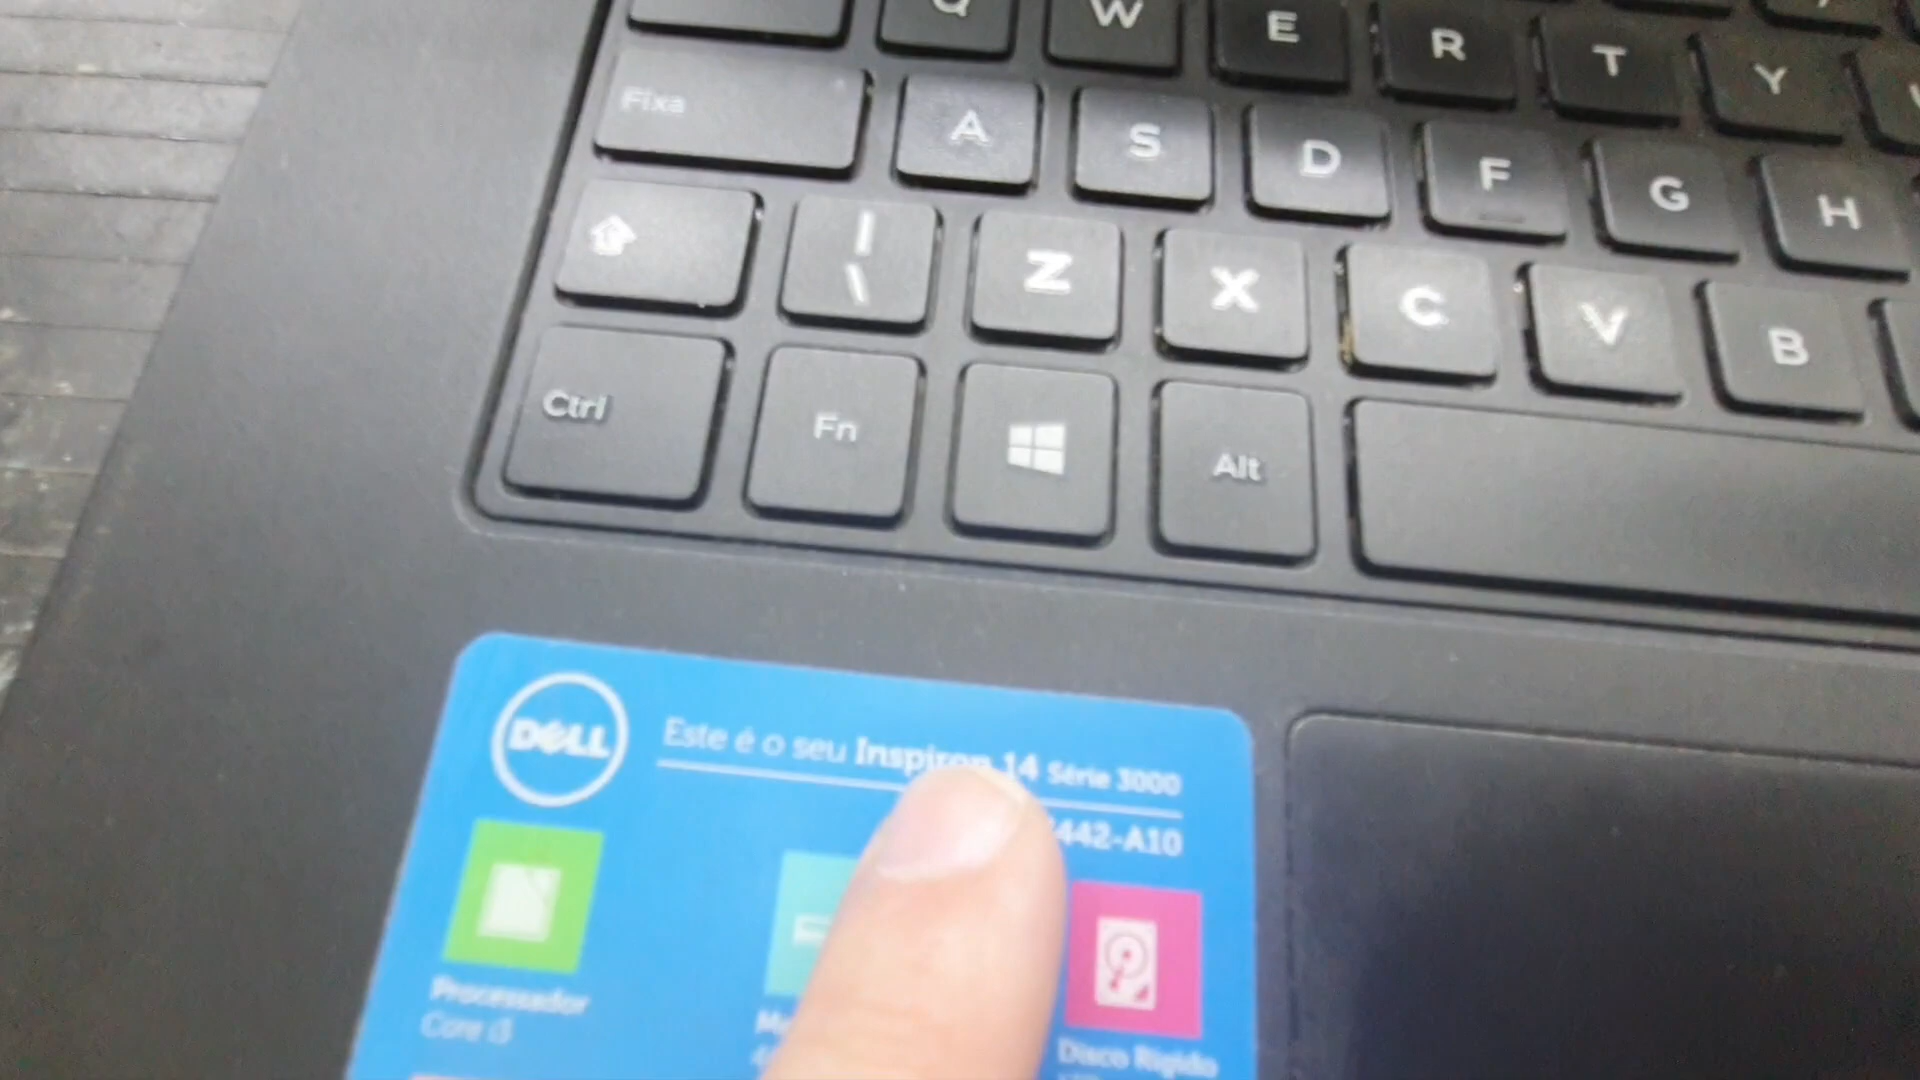 Q W E R T Y
Fixa A S D F G H
| \ Z X C V B
Ctrl Fn Alt
DELL
Este é o seu Inspiron 14 Série 3000
442-A10
Processador
Core i3
Disco Rígido